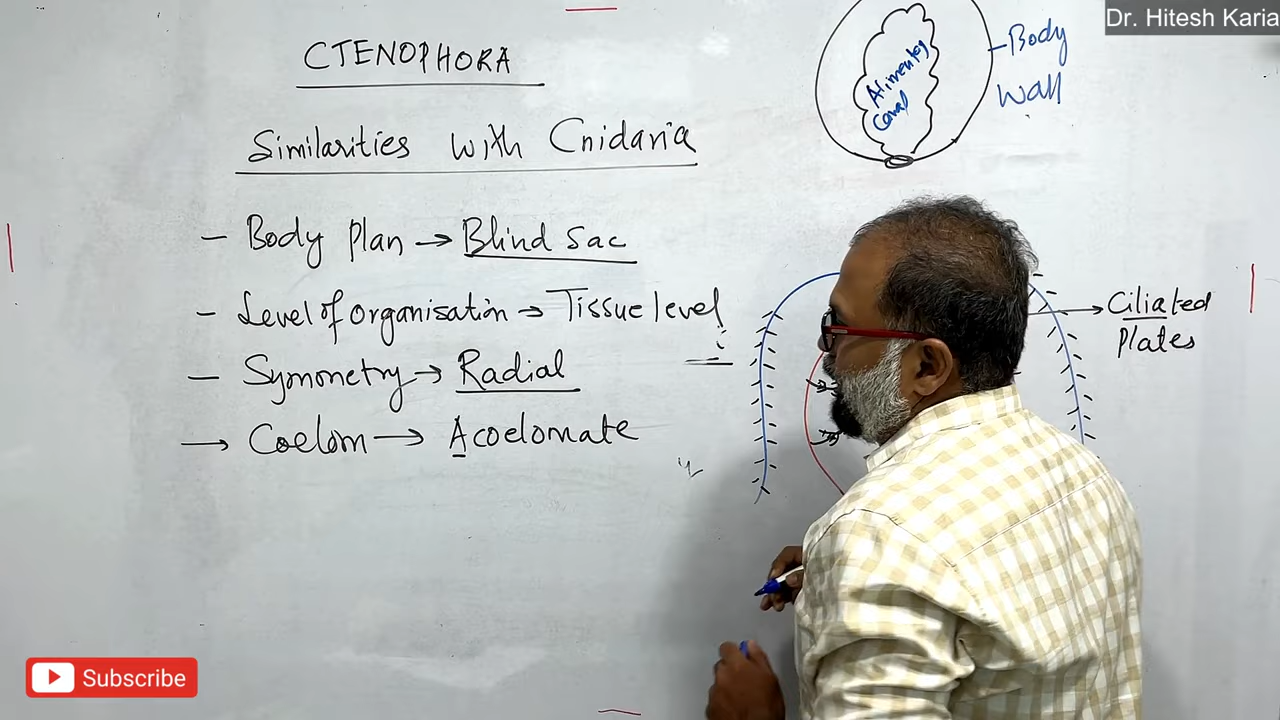 Dr. Hitesh Karia
CTENOPHORA
Similarities with Cnidaria
- Body plan → Blind Sac
- Level of organisation → Tissue level
- Symmetry → Radial
→ Coelom → Acoelomate
Alimentary
Canal
Body
Wall
Ciliated
Plates
Subscribe